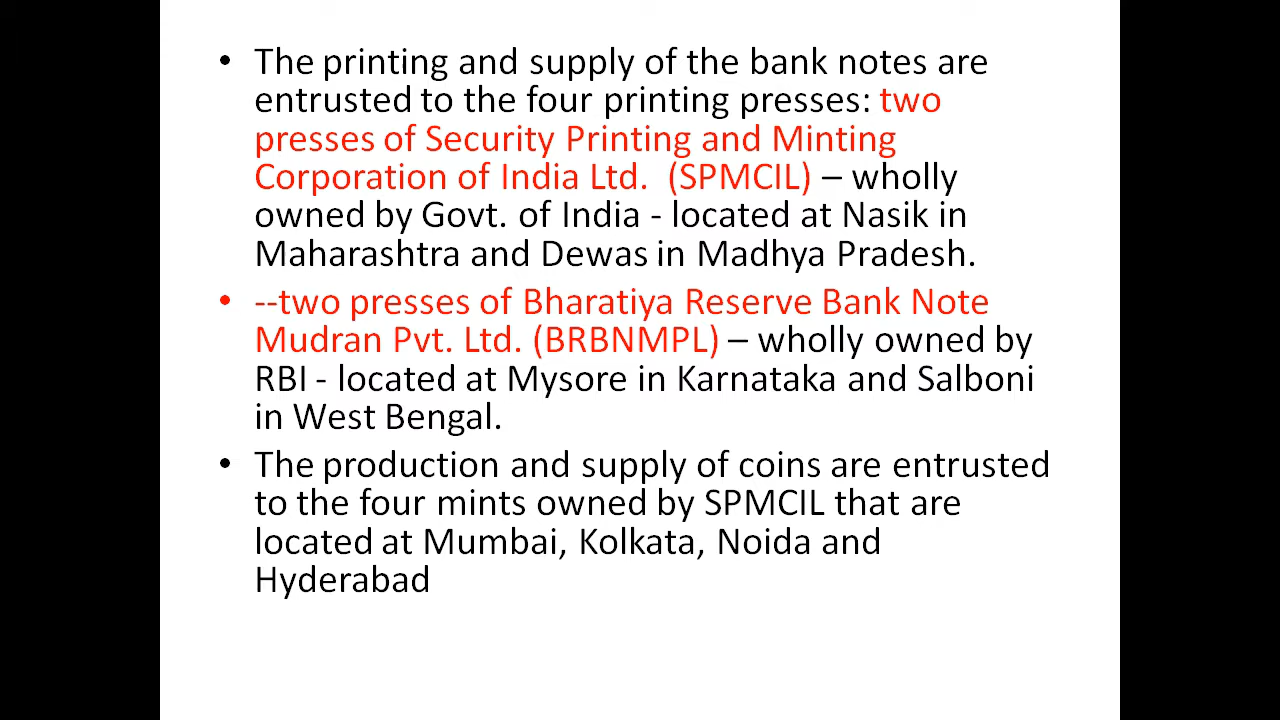 • The printing and supply of the bank notes are
entrusted to the four printing presses: two
presses of Security Printing and Minting
Corporation of India Ltd. (SPMCIL) – wholly
owned by Govt. of India - located at Nasik in
Maharashtra and Dewas in Madhya Pradesh.
• --two presses of Bharatiya Reserve Bank Note
Mudran Pvt. Ltd. (BRBNMPL) – wholly owned by
RBI - located at Mysore in Karnataka and Salboni
in West Bengal.
• The production and supply of coins are entrusted
to the four mints owned by SPMCIL that are
located at Mumbai, Kolkata, Noida and
Hyderabad